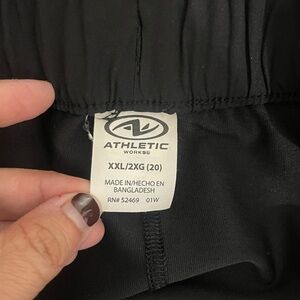 ATHLETIC
WORKS®
XXL/2XG (20)
MADE IN/HECHO EN
BANGLADESH
RN# 52469 01W